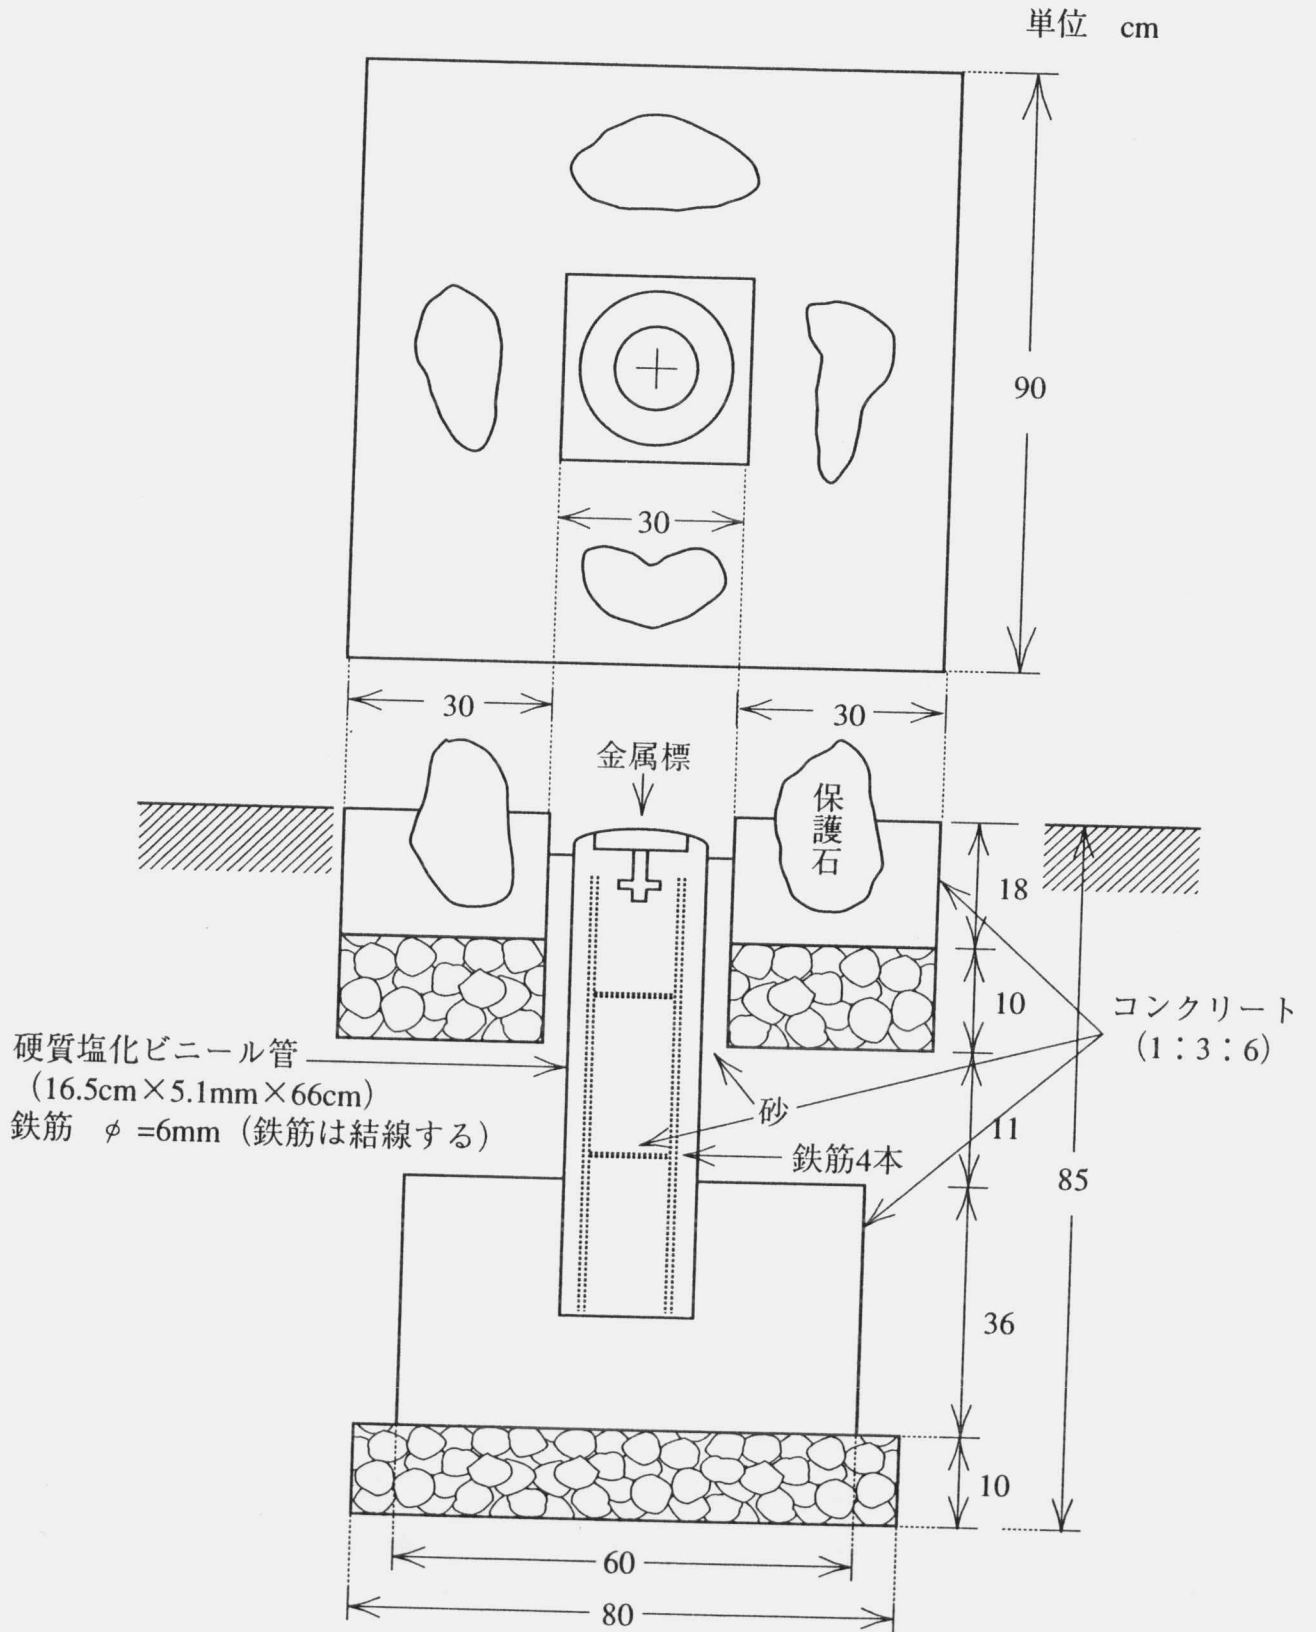 単位 cm
90
30
30
30
金属標
保護石
18
10
コンクリート
(1：3：6)
硬質塩化ビニール管
(16.5cm×5.1mm×66cm)
鉄筋 φ=6mm (鉄筋は結線する)
砂
11
鉄筋4本
85
36
10
60
80